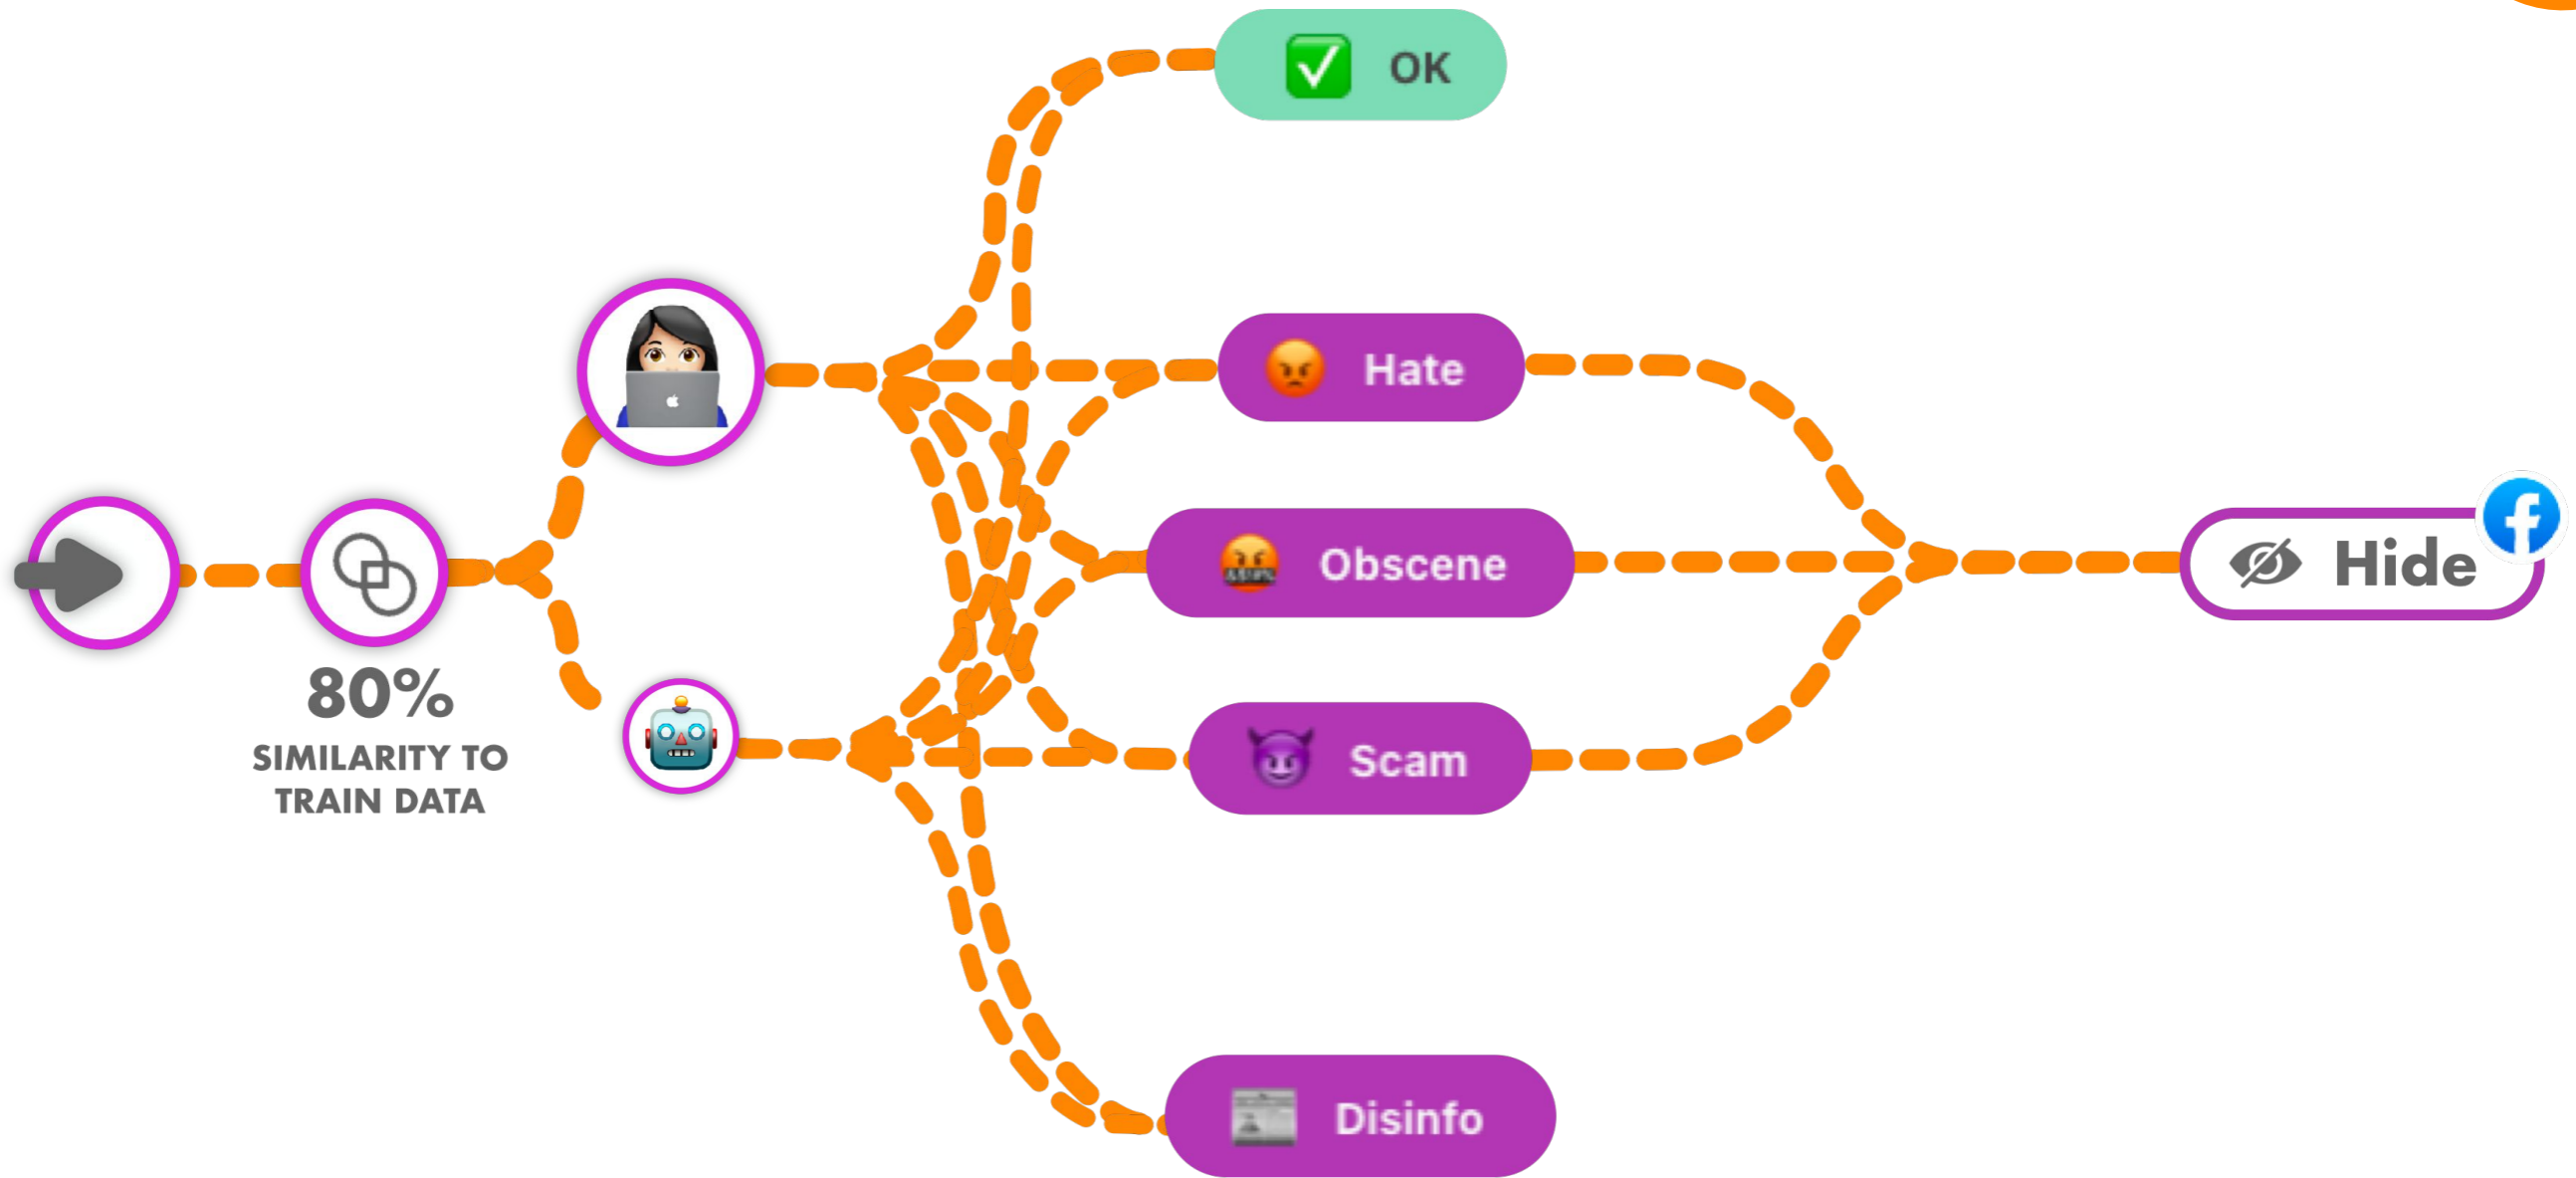 OK
Hate
Obscene
Hide
80%
SIMILARITY TO
TRAIN DATA
Scam
Disinfo